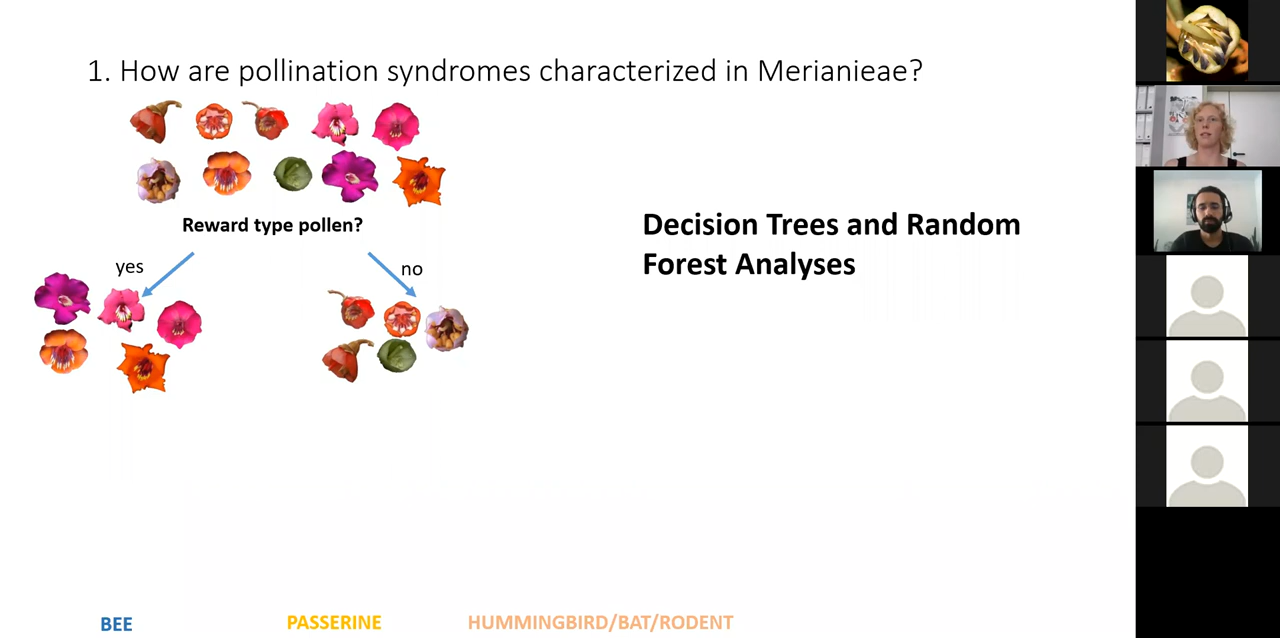 1. How are pollination syndromes characterized in Merianieae?
Reward type pollen?
yes
no
Decision Trees and Random
Forest Analyses
BEE
PASSERINE
HUMMINGBIRD/BAT/RODENT